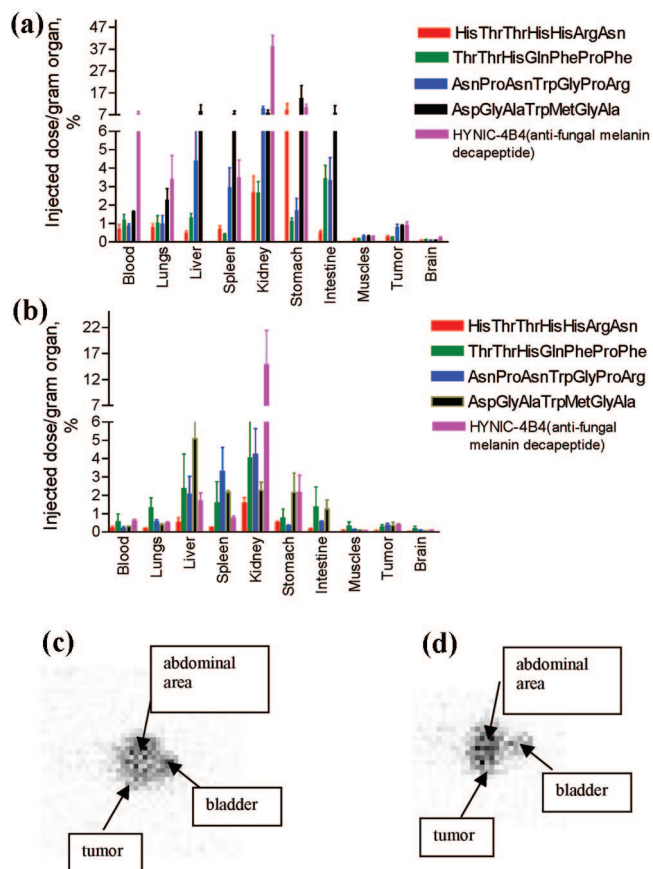 (a)
Injected dose/gram organ,
%
47
37
27
17
7
6
5
4
3
2
1
0
Blood
Lungs
Liver
Spleen
Kidney
Stomach
Intestine
Muscles
Tumor
Brain
HisThrThrHisHisArgAsn
ThrThrHisGlnPheProPhe
AsnProAsnTrpGlyProArg
AspGlyAlaTrpMetGlyAla
HYNIC-4B4(anti-fungal melanin
decapeptide)
(b)
Injected dose/gram organ,
%
22
17
12
7
6
5
4
3
2
1
0
Blood
Lungs
Liver
Spleen
Kidney
Stomach
Intestine
Muscles
Tumor
Brain
HisThrThrHisHisArgAsn
ThrThrHisGlnPheProPhe
AsnProAsnTrpGlyProArg
AspGlyAlaTrpMetGlyAla
HYNIC-4B4(anti-fungal
melanin decapeptide)
(c)
abdominal
area
bladder
tumor
(d)
abdominal
area
bladder
tumor